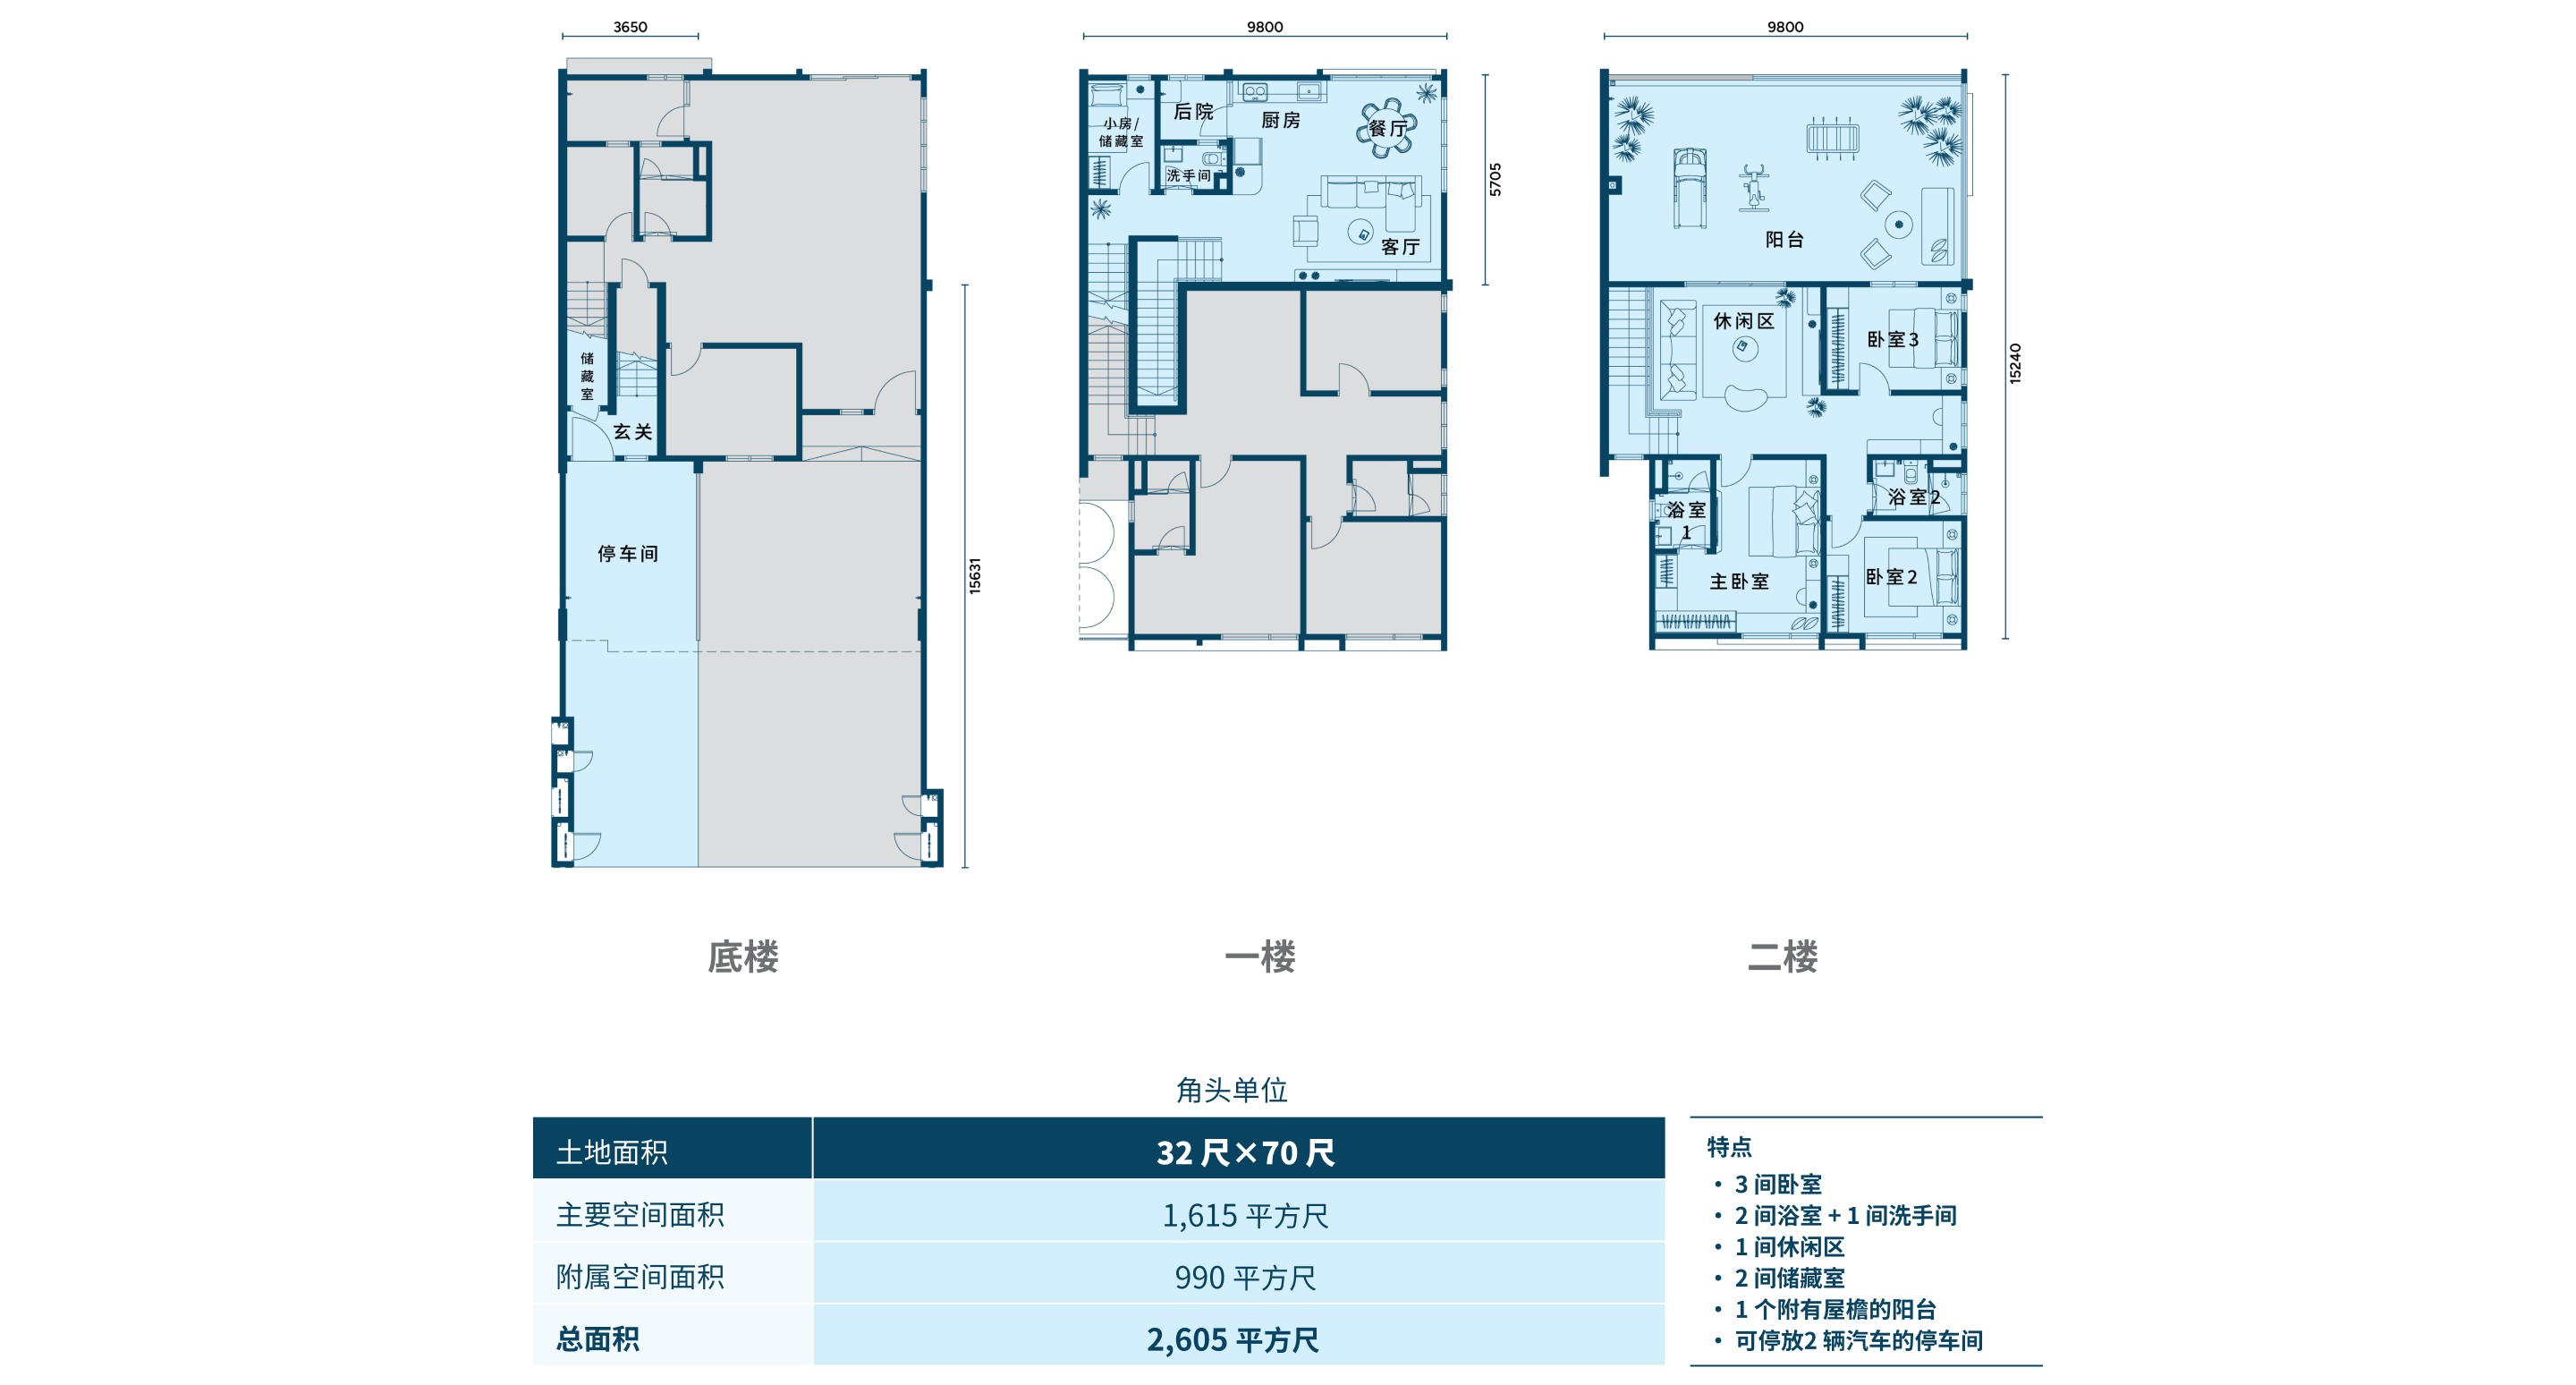 3650
储
藏
室
玄关
停车间
15631
底楼
9800
小房/
储藏室
后院
洗手间
厨房
餐厅
客厅
5705
一楼
9800
阳台
休闲区
卧室3
浴室
1
浴室2
主卧室
卧室2
15240
二楼
角头单位
土地面积 32 尺×70 尺
主要空间面积 1,615 平方尺
附属空间面积 990 平方尺
总面积 2,605 平方尺
特点
• 3 间卧室
• 2 间浴室 + 1 间洗手间
• 1 间休闲区
• 2 间储藏室
• 1 个附有屋檐的阳台
• 可停放2 辆汽车的停车间